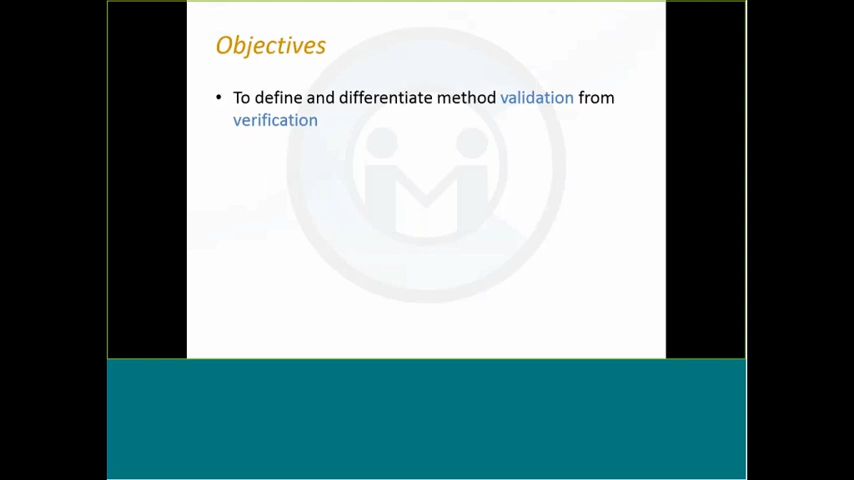 Objectives
• To define and differentiate method validation from
verification